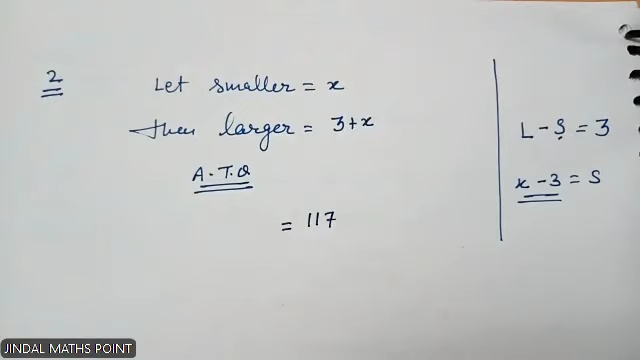 2
Let smaller = x
Then larger = 3+x
A.T.Q
= 117
L - S = 3
x - 3 = S
JINDAL MATHS POINT